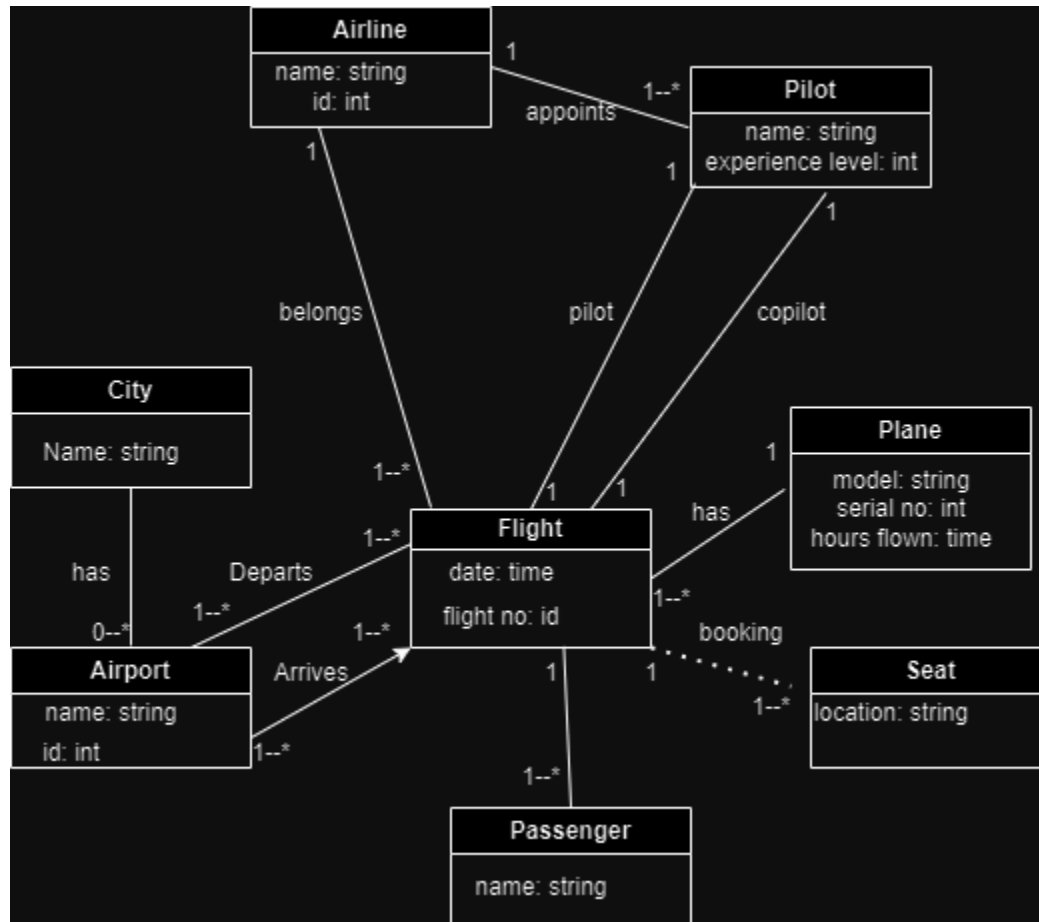 Airline
name: string
id: int
1
1--*
appoints
Pilot
name: string
experience level: int
1
1
1
belongs
pilot
copilot
City
Name: string
Plane
model: string
serial no: int
hours flown: time
1
has
1--*
1
1
Flight
date: time
flight no: id
1--*
has
Departs
1--*
1--*
booking
0--*
1--*
Airport
name: string
id: int
Arrives
1--*
1
1
1--*
Seat
location: string
1--*
Passenger
name: string